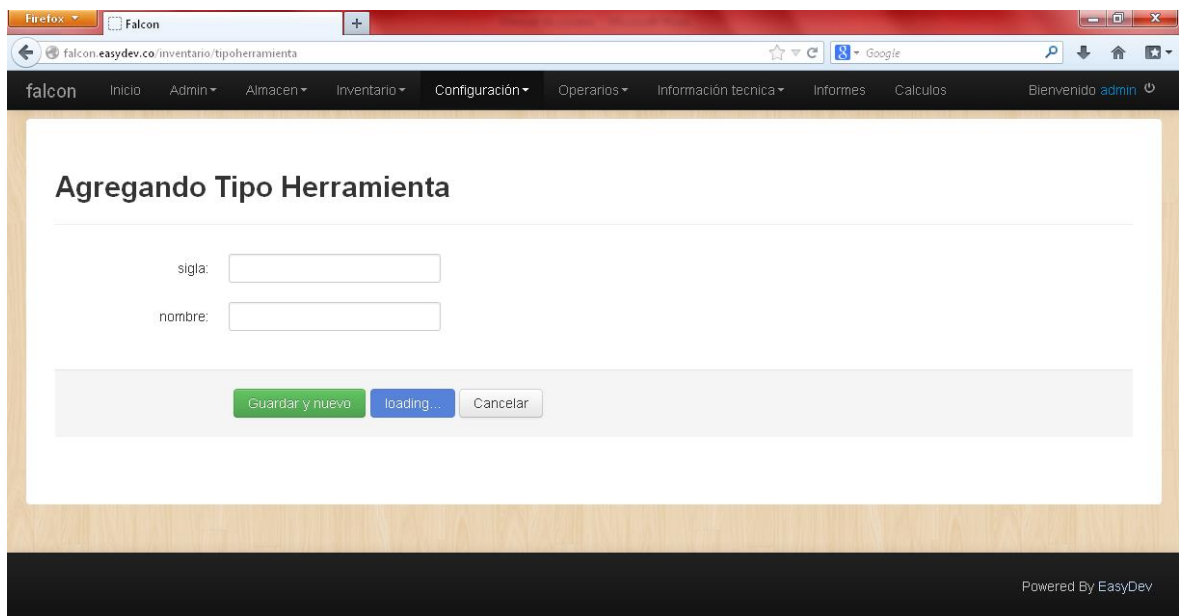 Firefox
Falcon
falcon.easydev.co/inventario/tipoherramienta
Google
falcon Inicio Admin Almacen Inventario Configuración Operarios Información tecnica Informes Calculos Bienvenido admin
Agregando Tipo Herramienta
sigla:
nombre:
Guardar y nuevo loading... Cancelar
Powered By EasyDev